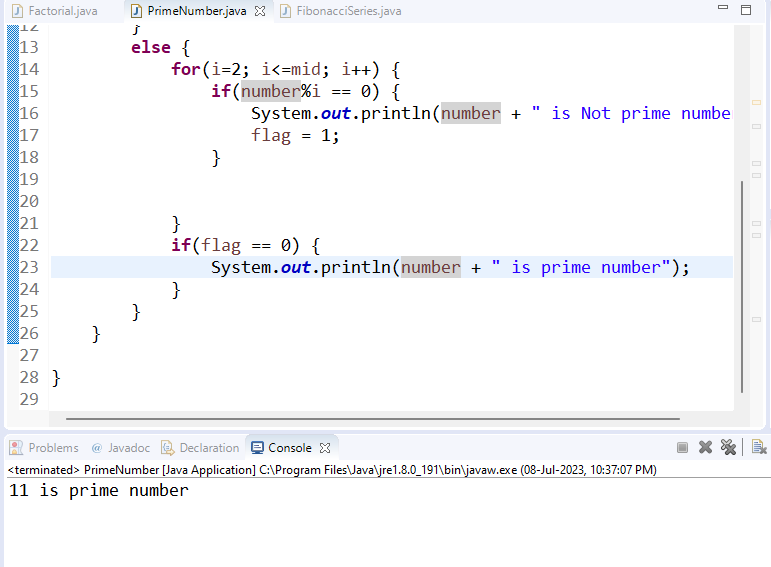 Factorial.java PrimeNumber.java FibonacciSeries.java
12 }
13 else {
14 for(i=2; i<=mid; i++) {
15 if(number%i == 0) {
16 System.out.println(number + " is Not prime numbe
17 flag = 1;
18 }
19
20
21 }
22 if(flag == 0) {
23 System.out.println(number + " is prime number");
24 }
25 }
26 }
27
28 }
29
Problems @ Javadoc Declaration Console
<terminated> PrimeNumber [Java Application] C:\Program Files\Java\jre1.8.0_191\bin\javaw.exe (08-Jul-2023, 10:37:07 PM)
11 is prime number